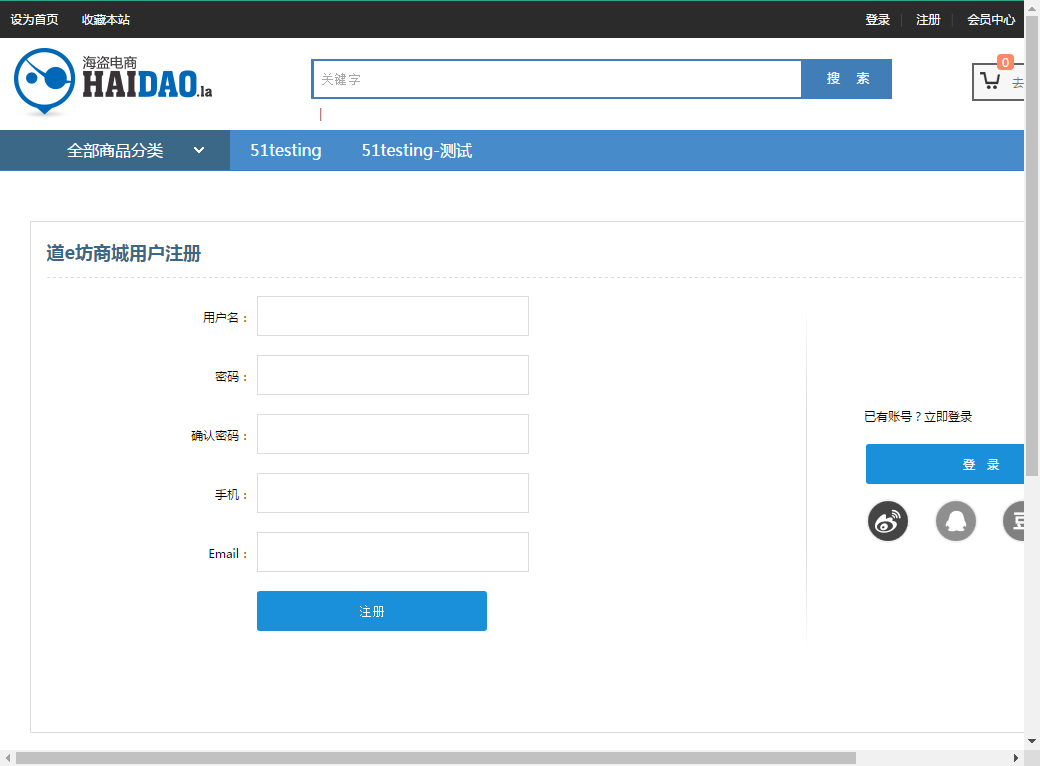 设为首页 收藏本站 登录 注册 会员中心
海盗电商
HAIDAO.la
关键字 搜 索
0
去
|
全部商品分类 51testing 51testing-测试
道e坊商城用户注册
用户名：
密码：
确认密码：
手机：
Email：
注册
已有账号？立即登录
登 录
豆